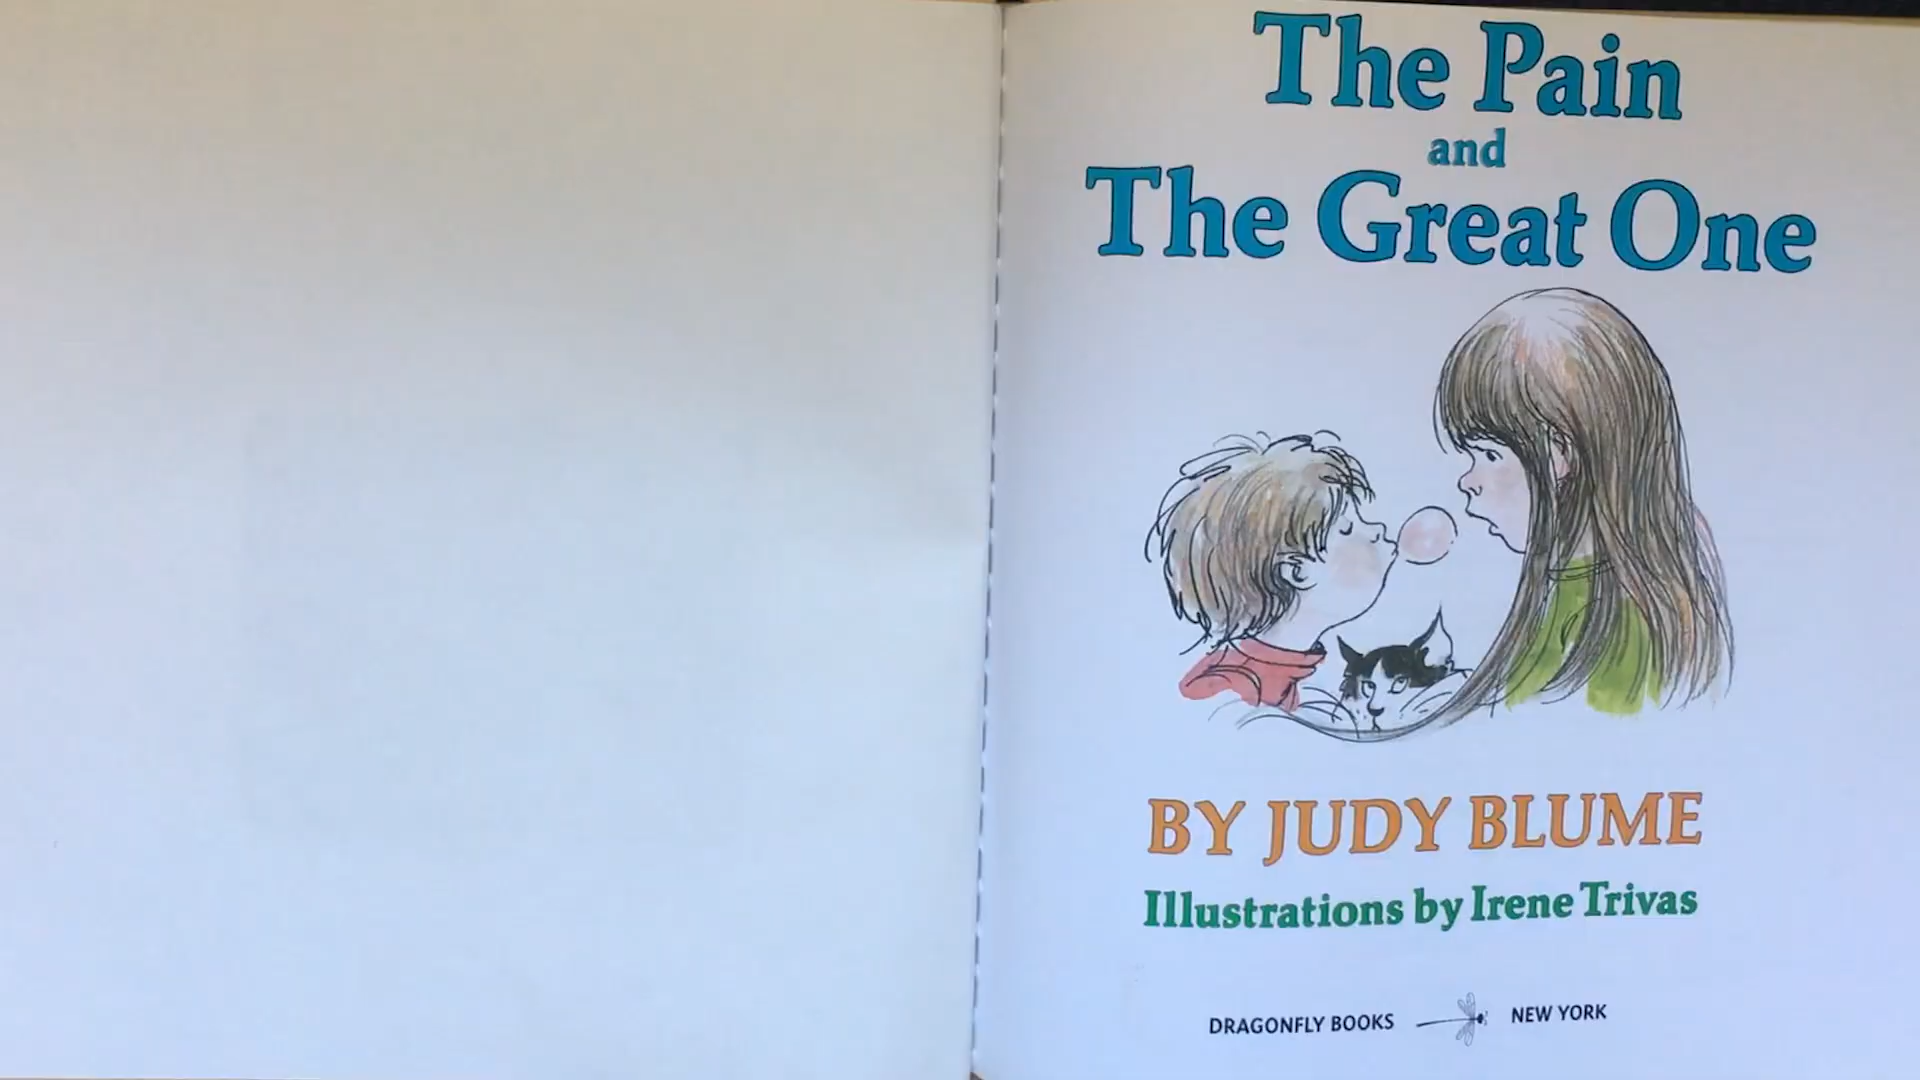 The Pain
and
The Great One
BY JUDY BLUME
Illustrations by Irene Trivas
DRAGONFLY BOOKS NEW YORK